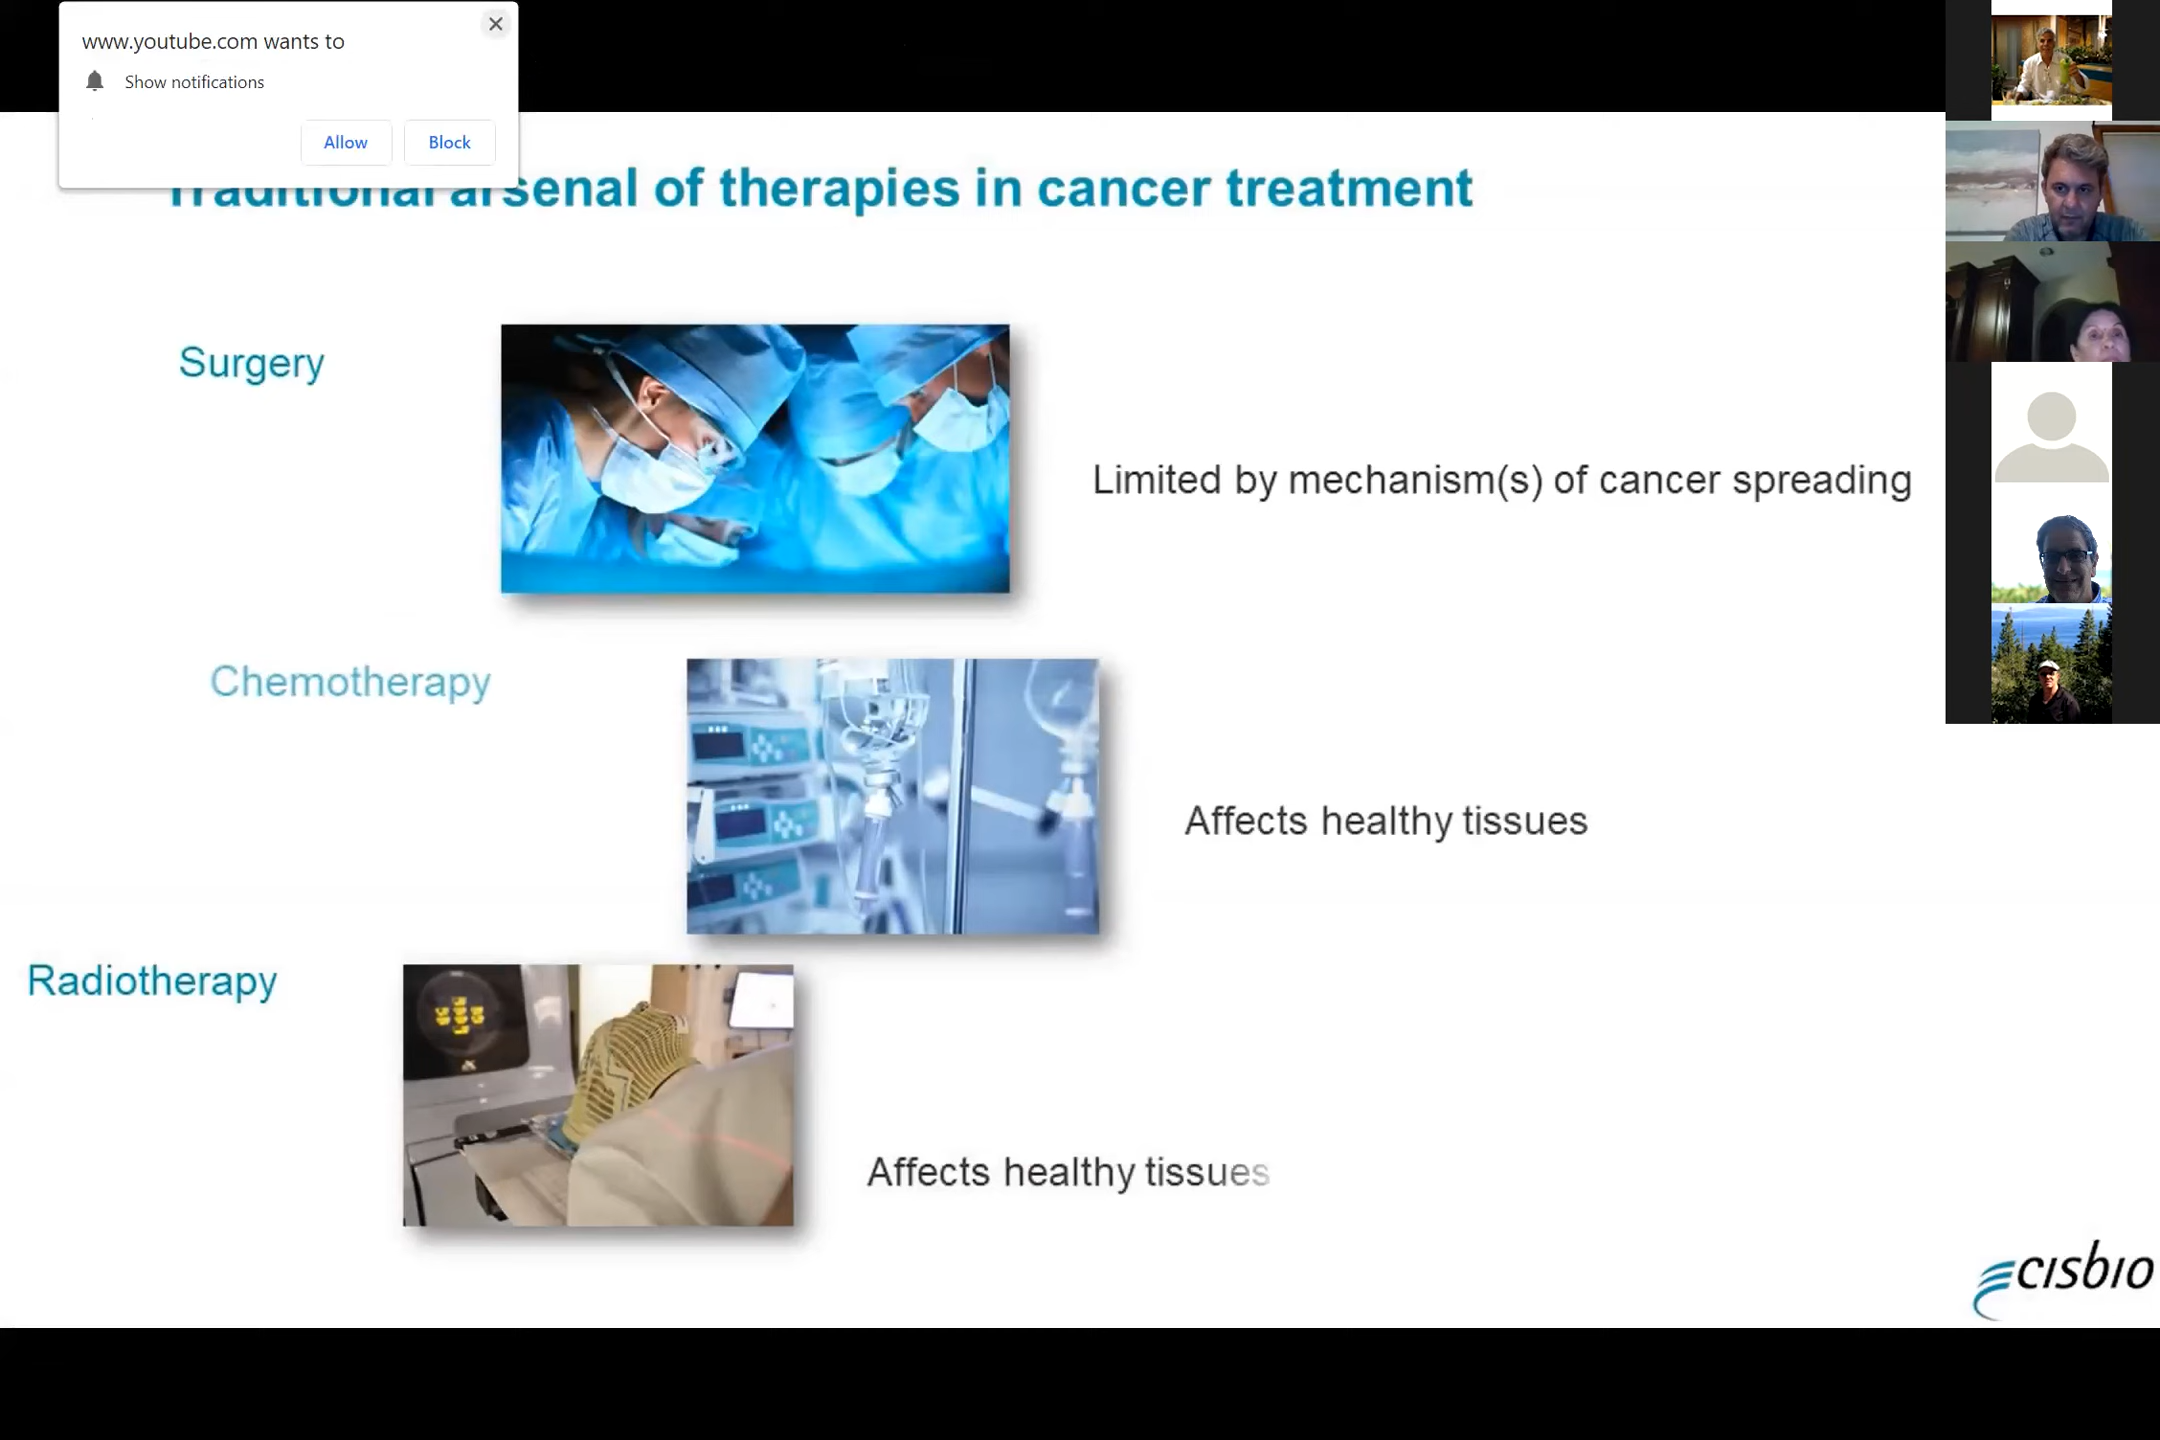 www.youtube.com wants to
Show notifications
Allow Block
Traditional arsenal of therapies in cancer treatment
Surgery
Limited by mechanism(s) of cancer spreading
Chemotherapy
Affects healthy tissues
Radiotherapy
Affects healthy tissues
cisbio